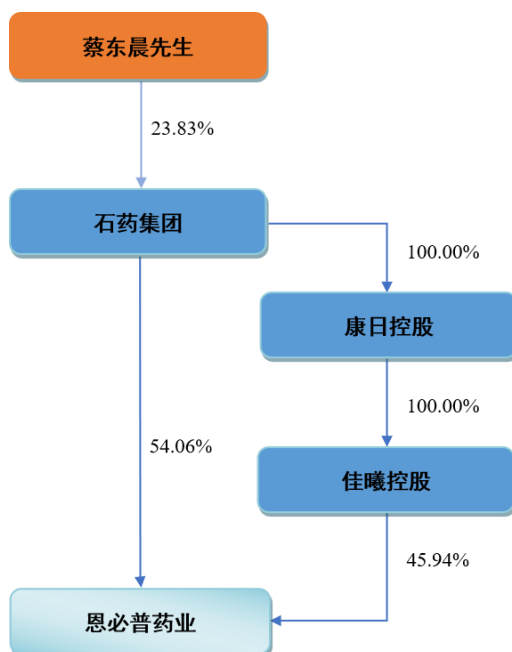 蔡东晨先生
23.83%
石药集团
100.00%
康日控股
100.00%
54.06%
佳曦控股
45.94%
恩必普药业